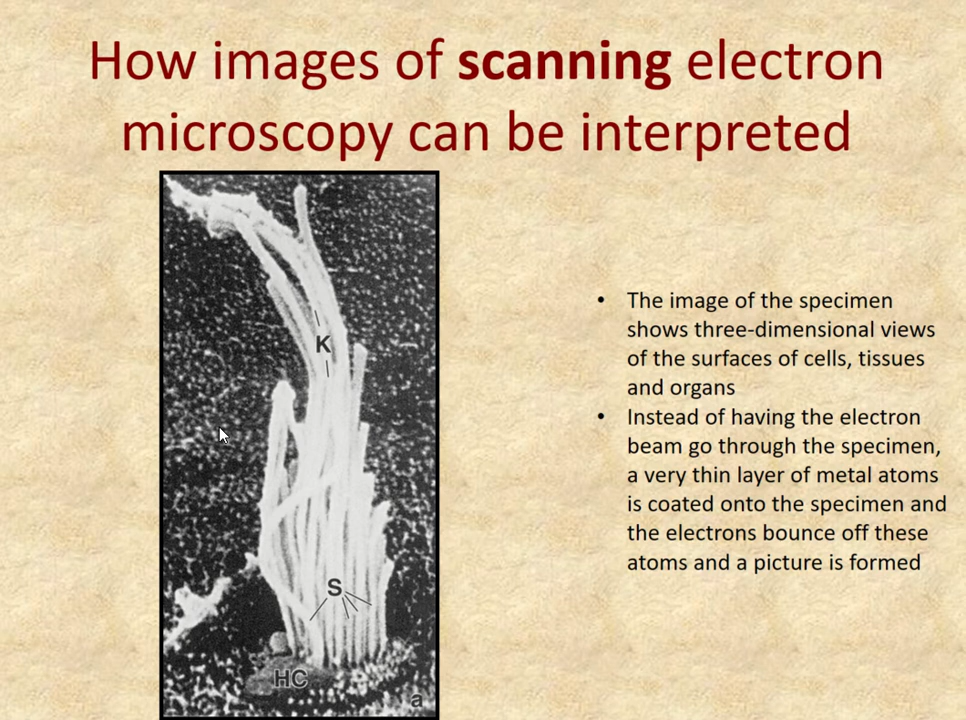 How images of scanning electron
microscopy can be interpreted
K
S
HC
a
• The image of the specimen
shows three-dimensional views
of the surfaces of cells, tissues
and organs
• Instead of having the electron
beam go through the specimen,
a very thin layer of metal atoms
is coated onto the specimen and
the electrons bounce off these
atoms and a picture is formed